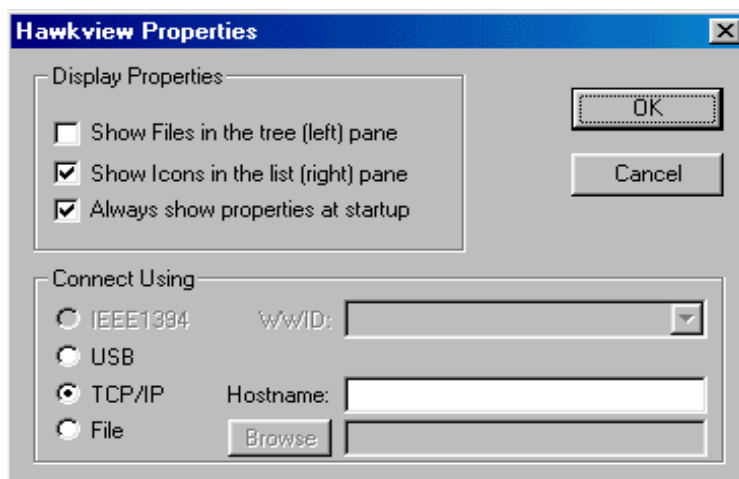 Hawkview Properties
Display Properties
Show Files in the tree (left) pane
Show Icons in the list (right) pane
Always show properties at startup
OK
Cancel
Connect Using
IEEE1394 WWID:
USB
TCP/IP Hostname:
File Browse